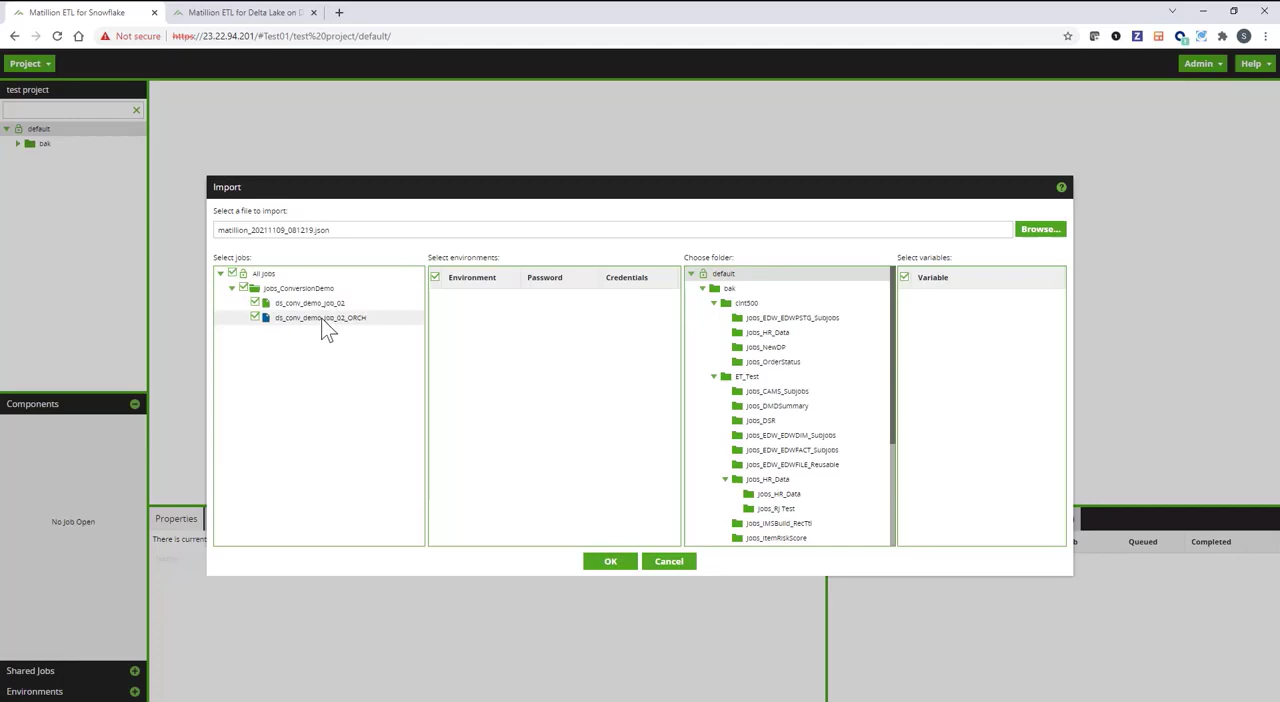 Matillion ETL for Snowflake
Matillion ETL for Delta Lake on D
Not secure
https://23.22.94.201/#Test01/test%20project/default/
Project
Admin
Help
test project
default
bak
Import
Select a file to import:
matillion_20211109_081219.json
Browse...
Select jobs:
Select environments:
Choose folder:
Select variables:
All Jobs
Jobs_ConversionDemo
ds_conv_demo_job_02
ds_conv_demo_job_02_ORCH
Environment
Password
Credentials
default
bak
cint500
Jobs_EDW_EDWPSTG_Subjobs
Jobs_HR_Data
Jobs_NewDP
Jobs_OrderStatus
ET_Test
Jobs_CAMS_Subjobs
Jobs_DMDSummary
Jobs_DSR
Jobs_EDW_EDWDIM_Subjobs
Jobs_EDW_EDWFACT_Subjobs
Jobs_EDW_EDWFILE_Reusable
Jobs_HR_Data
Jobs_HR_Data
Jobs_RJ Test
Jobs_IMSBuild_RecTtl
Jobs_ItemRiskScore
Variable
OK
Cancel
Components
No Job Open
Properties
There is current
b
Queued
Completed
Shared Jobs
Environments